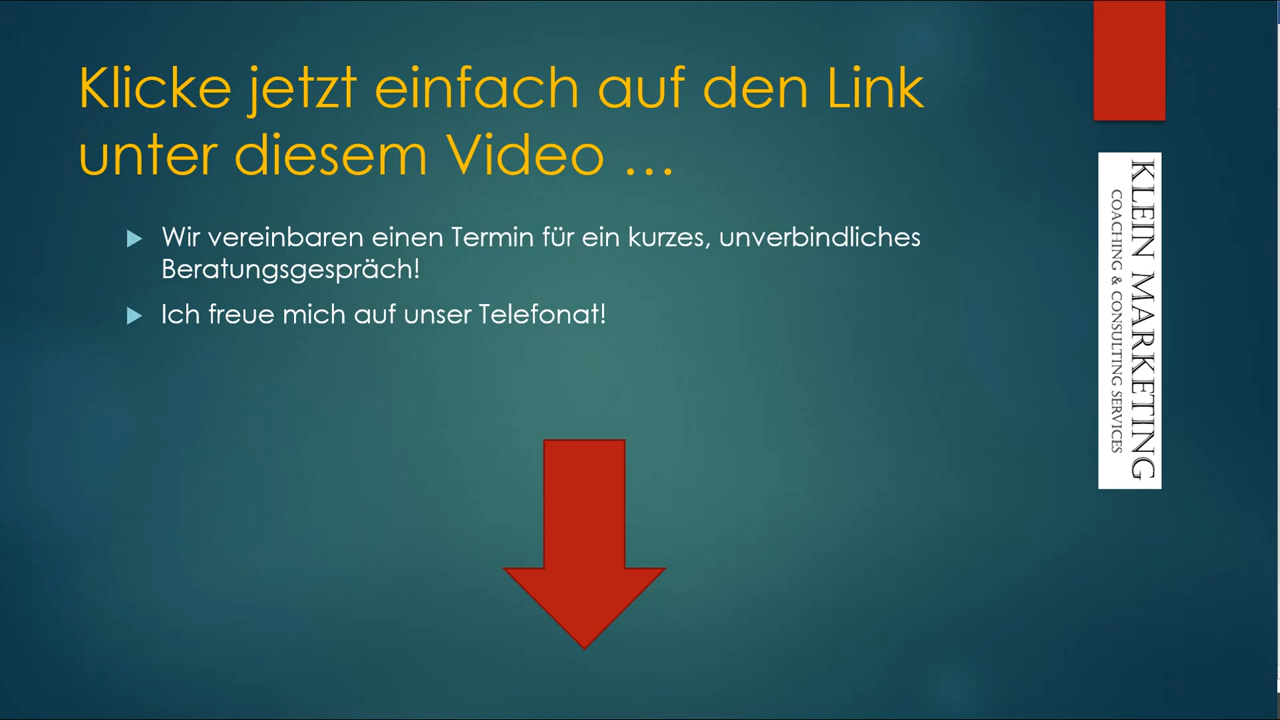 Klicke jetzt einfach auf den Link
unter diesem Video ...
Wir vereinbaren einen Termin für ein kurzes, unverbindliches
Beratungsgespräch!
Ich freue mich auf unser Telefonat!
KLEIN MARKETING
COACHING & CONSULTING SERVICES